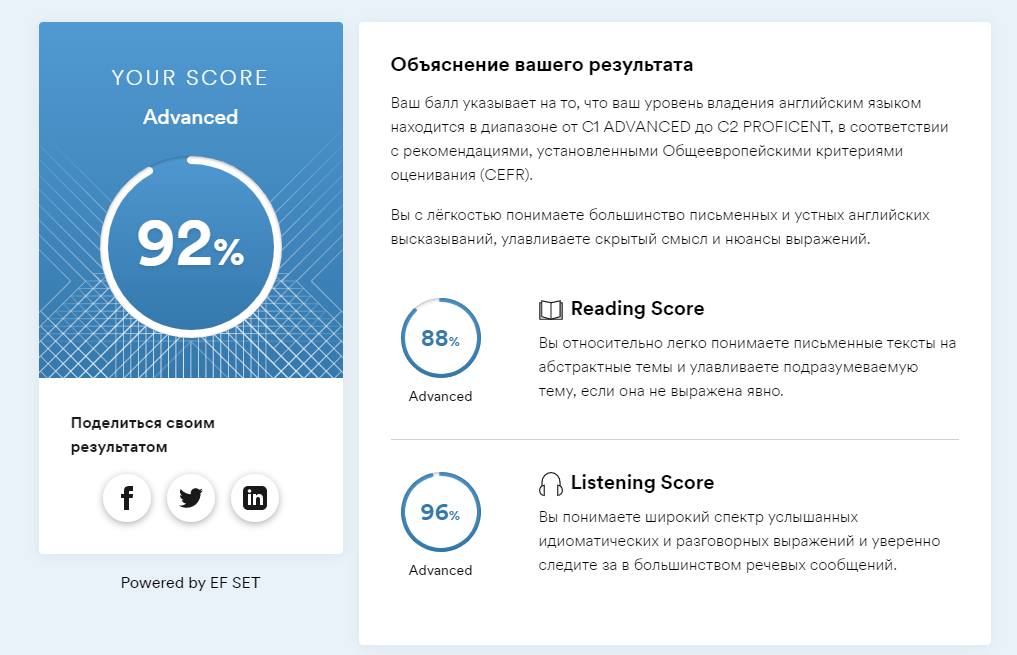 YOUR SCORE
Advanced
92%
Поделиться своим
результатом
Powered by EF SET
Объяснение вашего результата
Ваш балл указывает на то, что ваш уровень владения английским языком
находится в диапазоне от C1 ADVANCED до C2 PROFICENT, в соответствии
с рекомендациями, установленными Общеевропейскими критериями
оценивания (CEFR).
Вы с лёгкостью понимаете большинство письменных и устных английских
высказываний, улавливаете скрытый смысл и нюансы выражений.
88%
Advanced
Reading Score
Вы относительно легко понимаете письменные тексты на
абстрактные темы и улавливаете подразумеваемую
тему, если она не выражена явно.
96%
Advanced
Listening Score
Вы понимаете широкий спектр услышанных
идиоматических и разговорных выражений и уверенно
следите за в большинством речевых сообщений.